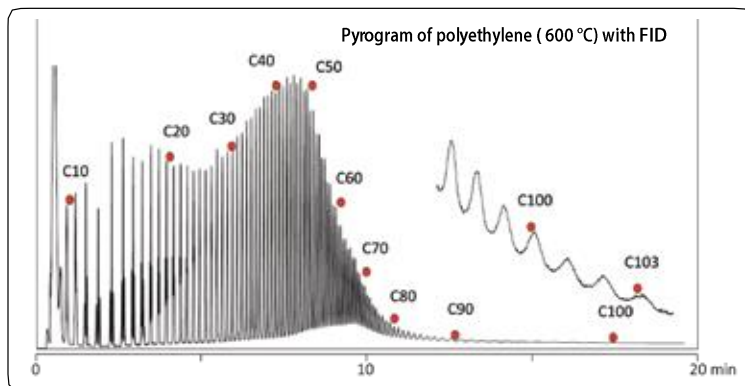 Pyrogram of polyethylene ( 600 °C) with FID
C40
C50
C20
C30
C10
C60
C100
C70
C103
C80
C90
C100
0
10
20 min